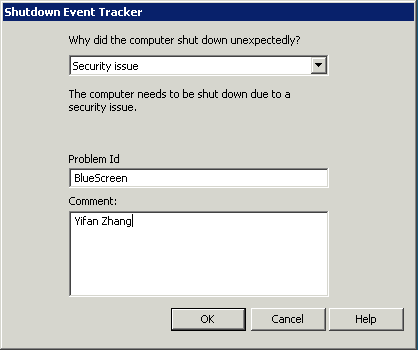 Shutdown Event Tracker
Why did the computer shut down unexpectedly?
Security issue
The computer needs to be shut down due to a
security issue.
Problem Id
BlueScreen
Comment:
Yifan Zhang
OK Cancel Help